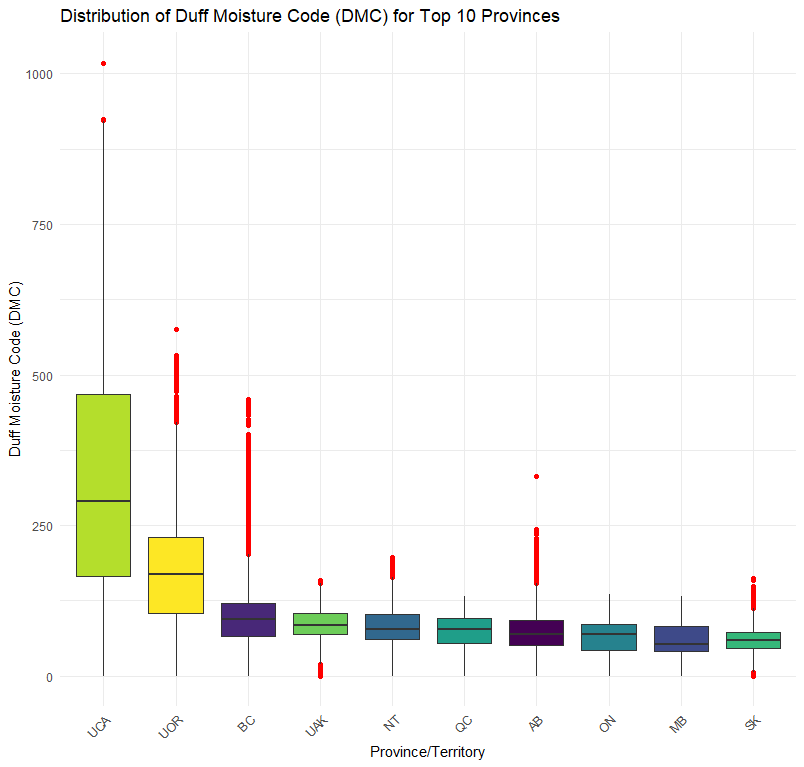 Distribution of Duff Moisture Code (DMC) for Top 10 Provinces
Duff Moisture Code (DMC)
1000
750
500
250
0
UCA
UOR
BC
UAK
NT
QC
AB
ON
MB
SK
Province/Territory